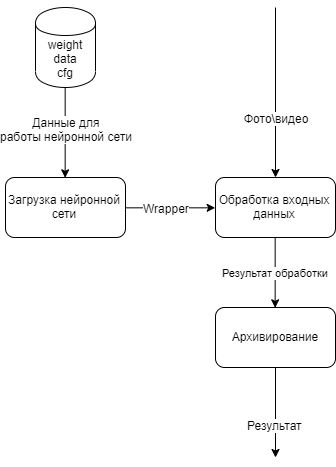 weight
data
cfg
Данные для
работы нейронной сети
Фото\видео
Загрузка нейронной
сети
Wrapper
Обработка входных
данных
Результат обработки
Архивирование
Результат